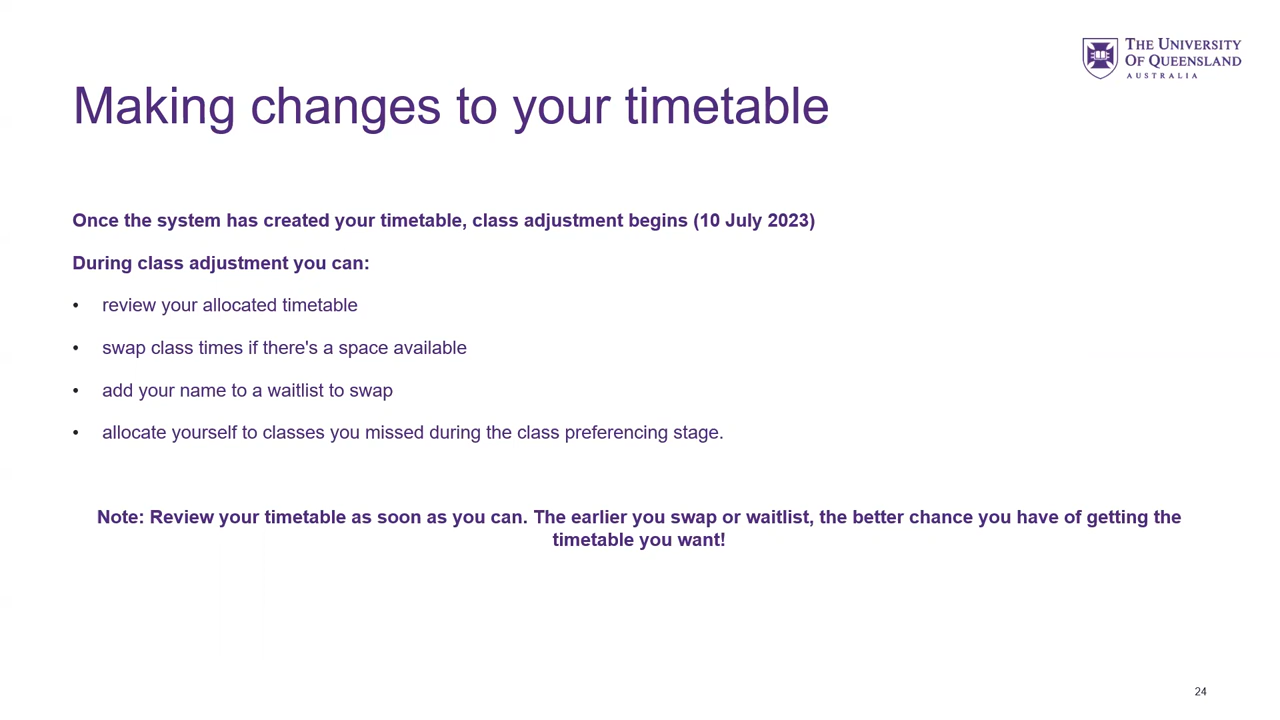 THE UNIVERSITY
OF QUEENSLAND
AUSTRALIA
Making changes to your timetable
Once the system has created your timetable, class adjustment begins (10 July 2023)
During class adjustment you can:
• review your allocated timetable
• swap class times if there's a space available
• add your name to a waitlist to swap
• allocate yourself to classes you missed during the class preferencing stage.
Note: Review your timetable as soon as you can. The earlier you swap or waitlist, the better chance you have of getting the
timetable you want!
24